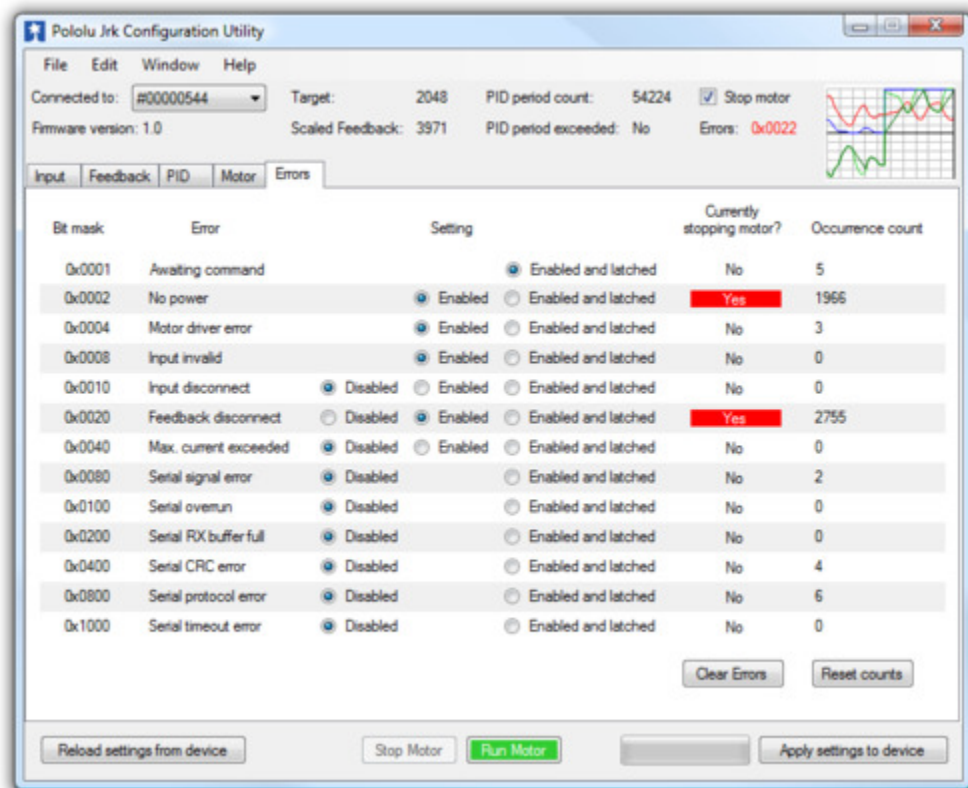 Pololu Jrk Configuration Utility
File Edit Window Help
Connected to: #00000544 Target: 2048 PID period count: 54224 Stop motor
Firmware version: 1.0 Scaled Feedback: 3971 PID period exceeded: No Errors: 0x0022
Input Feedback PID Motor Errors
Currently
Bit mask Error Setting stopping motor? Occurrence count
0x0001 Awaiting command Enabled and latched No 5
0x0002 No power Enabled Enabled and latched Yes 1966
0x0004 Motor driver error Enabled Enabled and latched No 3
0x0008 Input invalid Enabled Enabled and latched No 0
0x0010 Input disconnect Disabled Enabled Enabled and latched No 0
0x0020 Feedback disconnect Disabled Enabled Enabled and latched Yes 2755
0x0040 Max. current exceeded Disabled Enabled Enabled and latched No 0
0x0080 Serial signal error Disabled Enabled and latched No 2
0x0100 Serial overrun Disabled Enabled and latched No 0
0x0200 Serial RX buffer full Disabled Enabled and latched No 0
0x0400 Serial CRC error Disabled Enabled and latched No 4
0x0800 Serial protocol error Disabled Enabled and latched No 6
0x1000 Serial timeout error Disabled Enabled and latched No 0
Clear Errors Reset counts
Reload settings from device Stop Motor Run Motor Apply settings to device